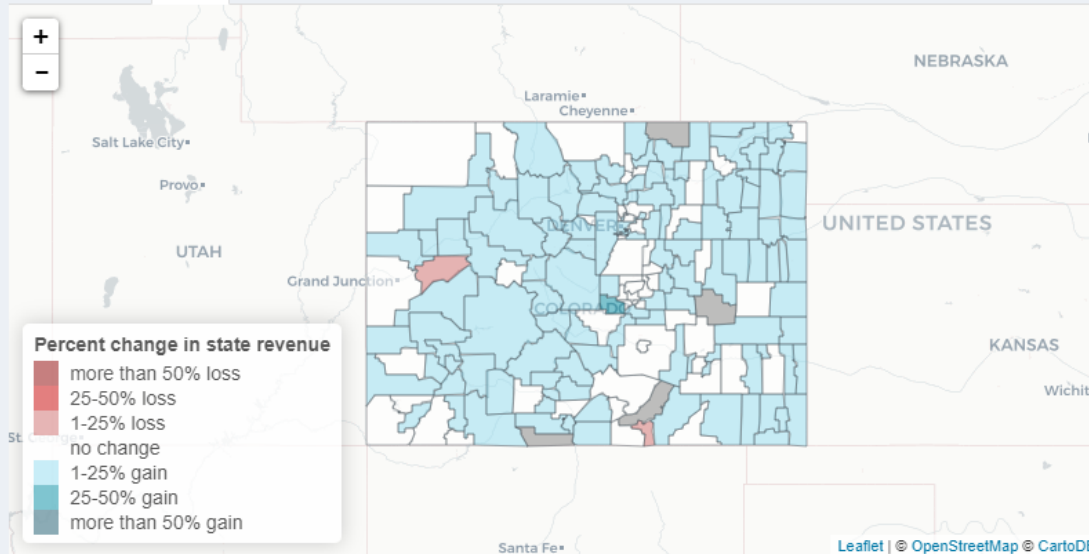 +
−
NEBRASKA
Laramie
Cheyenne
Salt Lake City
Provo
UNITED STATES
DENVER
UTAH
Grand Junction
COLORADO
Percent change in state revenue
more than 50% loss
25-50% loss
1-25% loss
no change
1-25% gain
25-50% gain
more than 50% gain
KANSAS
Wichit
St. George
Santa Fe
Leaflet | © OpenStreetMap © CartoDB